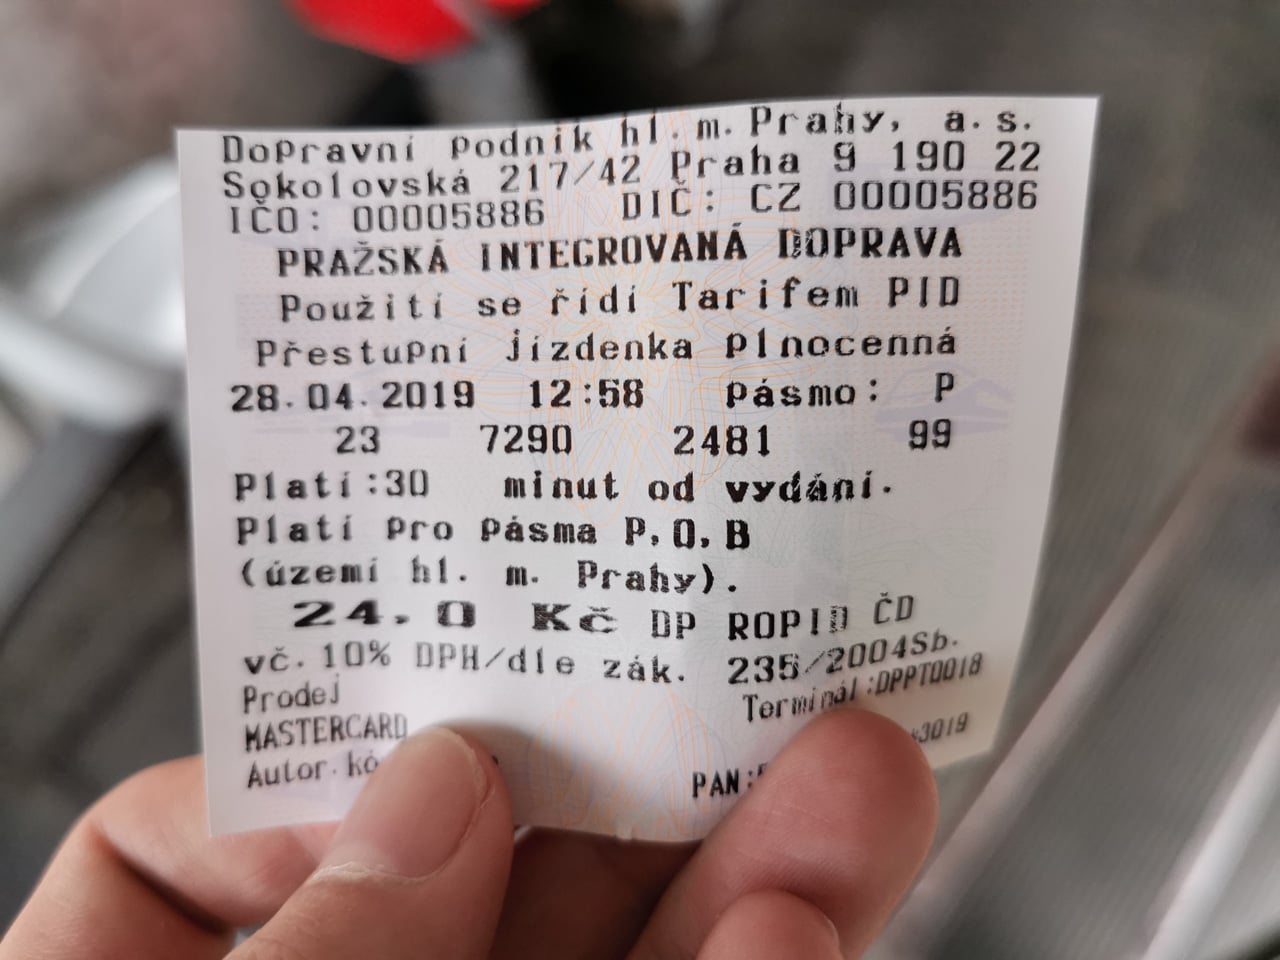 Dopravní podnik hl. m. Prahy, a.s.
Sokolovská 217/42 Praha 9 190 22
IČO: 00005886 DIČ: CZ 00005886
PRAŽSKÁ INTEGROVANÁ DOPRAVA
Použití se řídí Tarifem PID
Přestupní jízdenka plnocenná
28.04.2019 12:58 Pásmo: P
23 7290 2481 99
Platí:30 minut od vydání.
Platí pro pásma P,0,B
(území hl. m. Prahy).
24.0 Kč DP ROPID ČD
vč. 10% DPH/dle zák. 235/2004Sb.
Prodej Terminál:DPPT0018
MASTERCARD
Autor. PAN: 3019